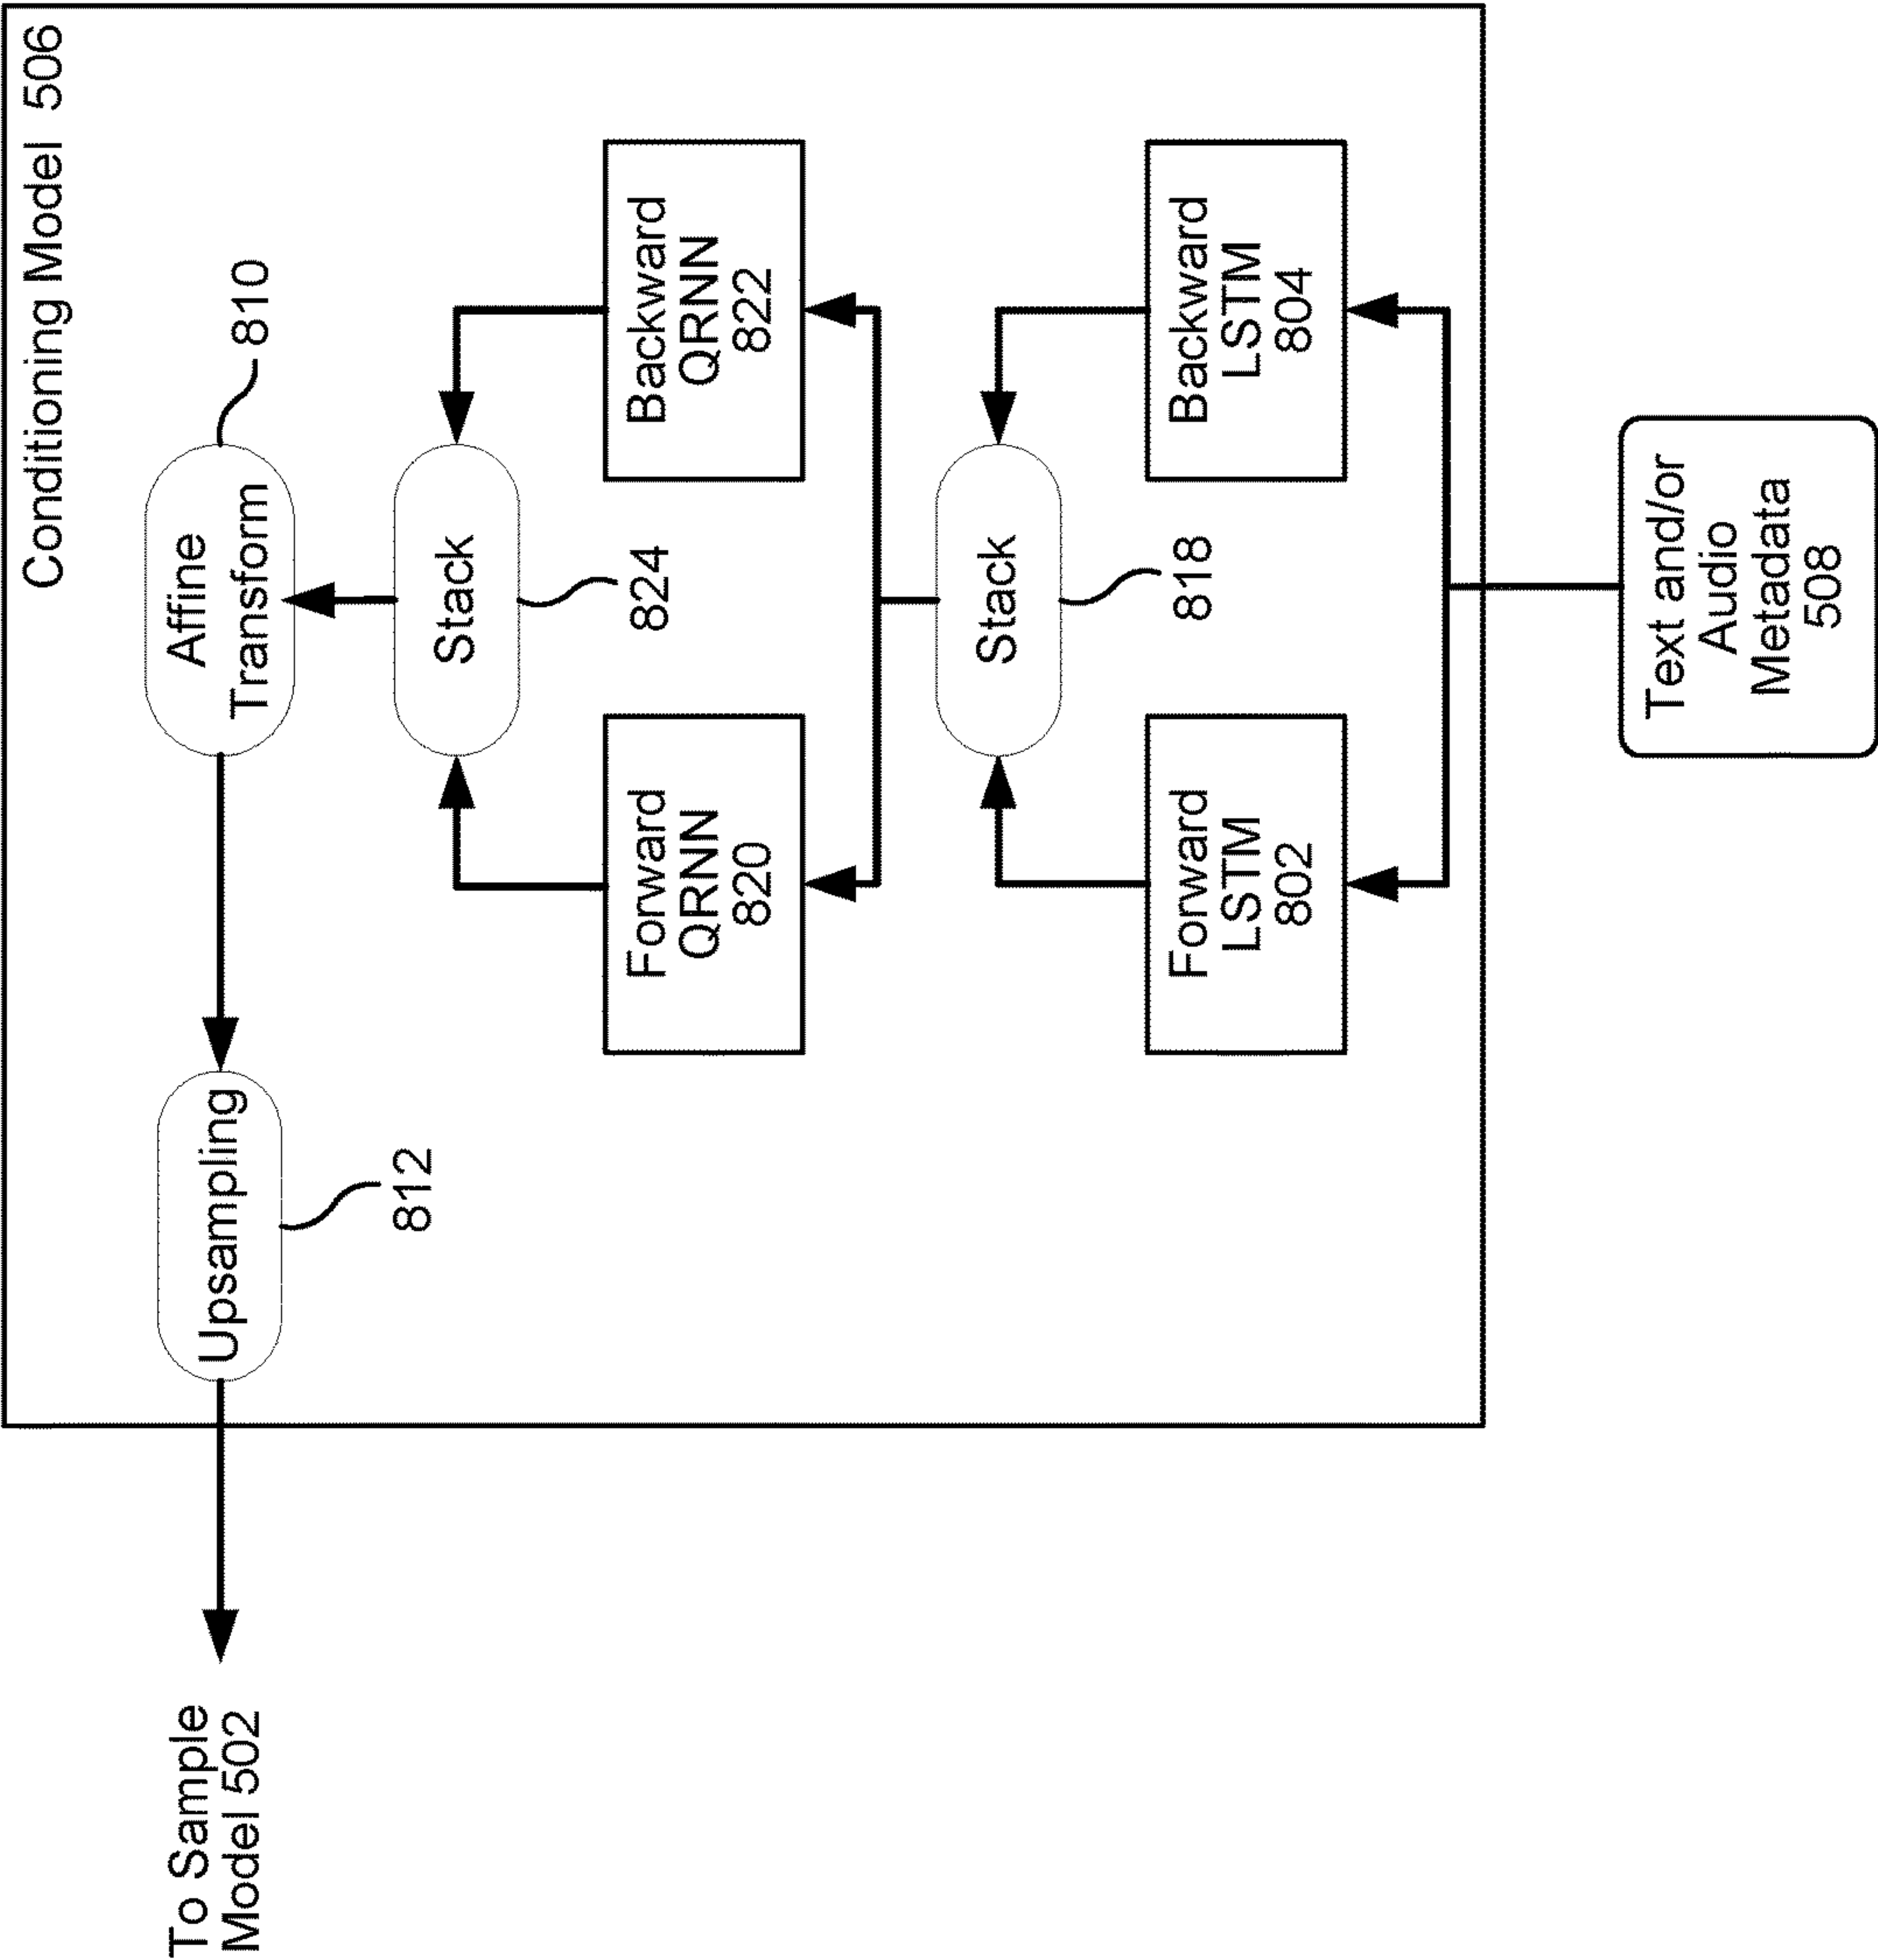 Conditioning Model 506
To Sample
Model 502
Upsampling
812
Affine
Transform
810
Stack
824
Forward
QRNN
820
Backward
QRNN
822
Stack
818
Forward
LSTM
802
Backward
LSTM
804
Text and/or
Audio
Metadata
508